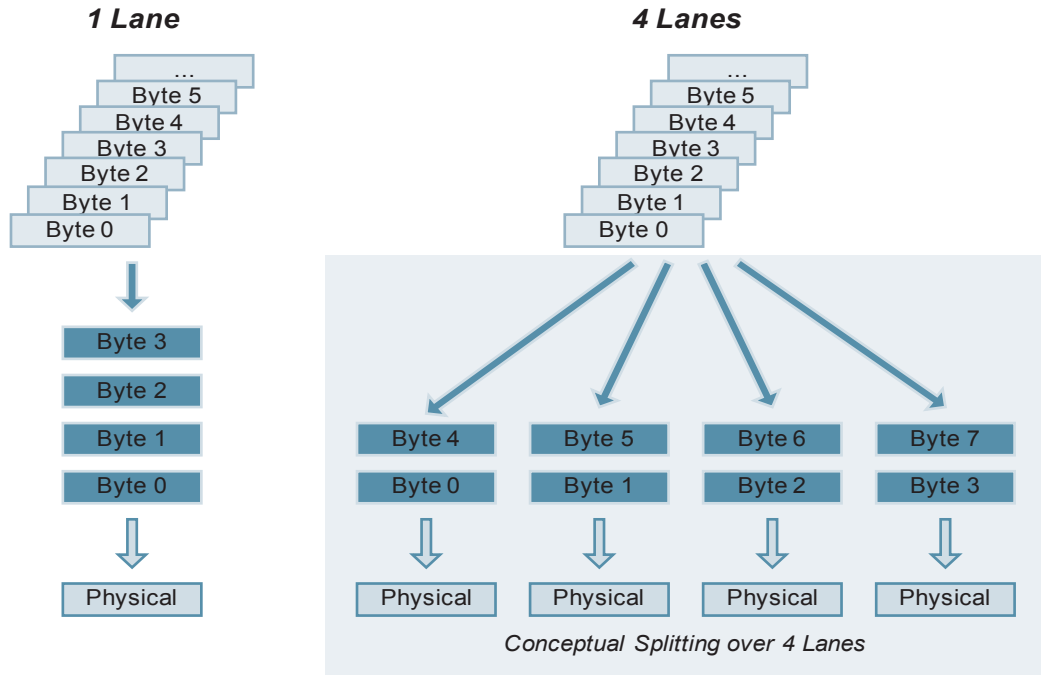 1 Lane
...
Byte 5
Byte 4
Byte 3
Byte 2
Byte 1
Byte 0
Byte 3
Byte 2
Byte 1
Byte 0
Physical
4 Lanes
...
Byte 5
Byte 4
Byte 3
Byte 2
Byte 1
Byte 0
Byte 4 Byte 5 Byte 6 Byte 7
Byte 0 Byte 1 Byte 2 Byte 3
Physical Physical Physical Physical
Conceptual Splitting over 4 Lanes